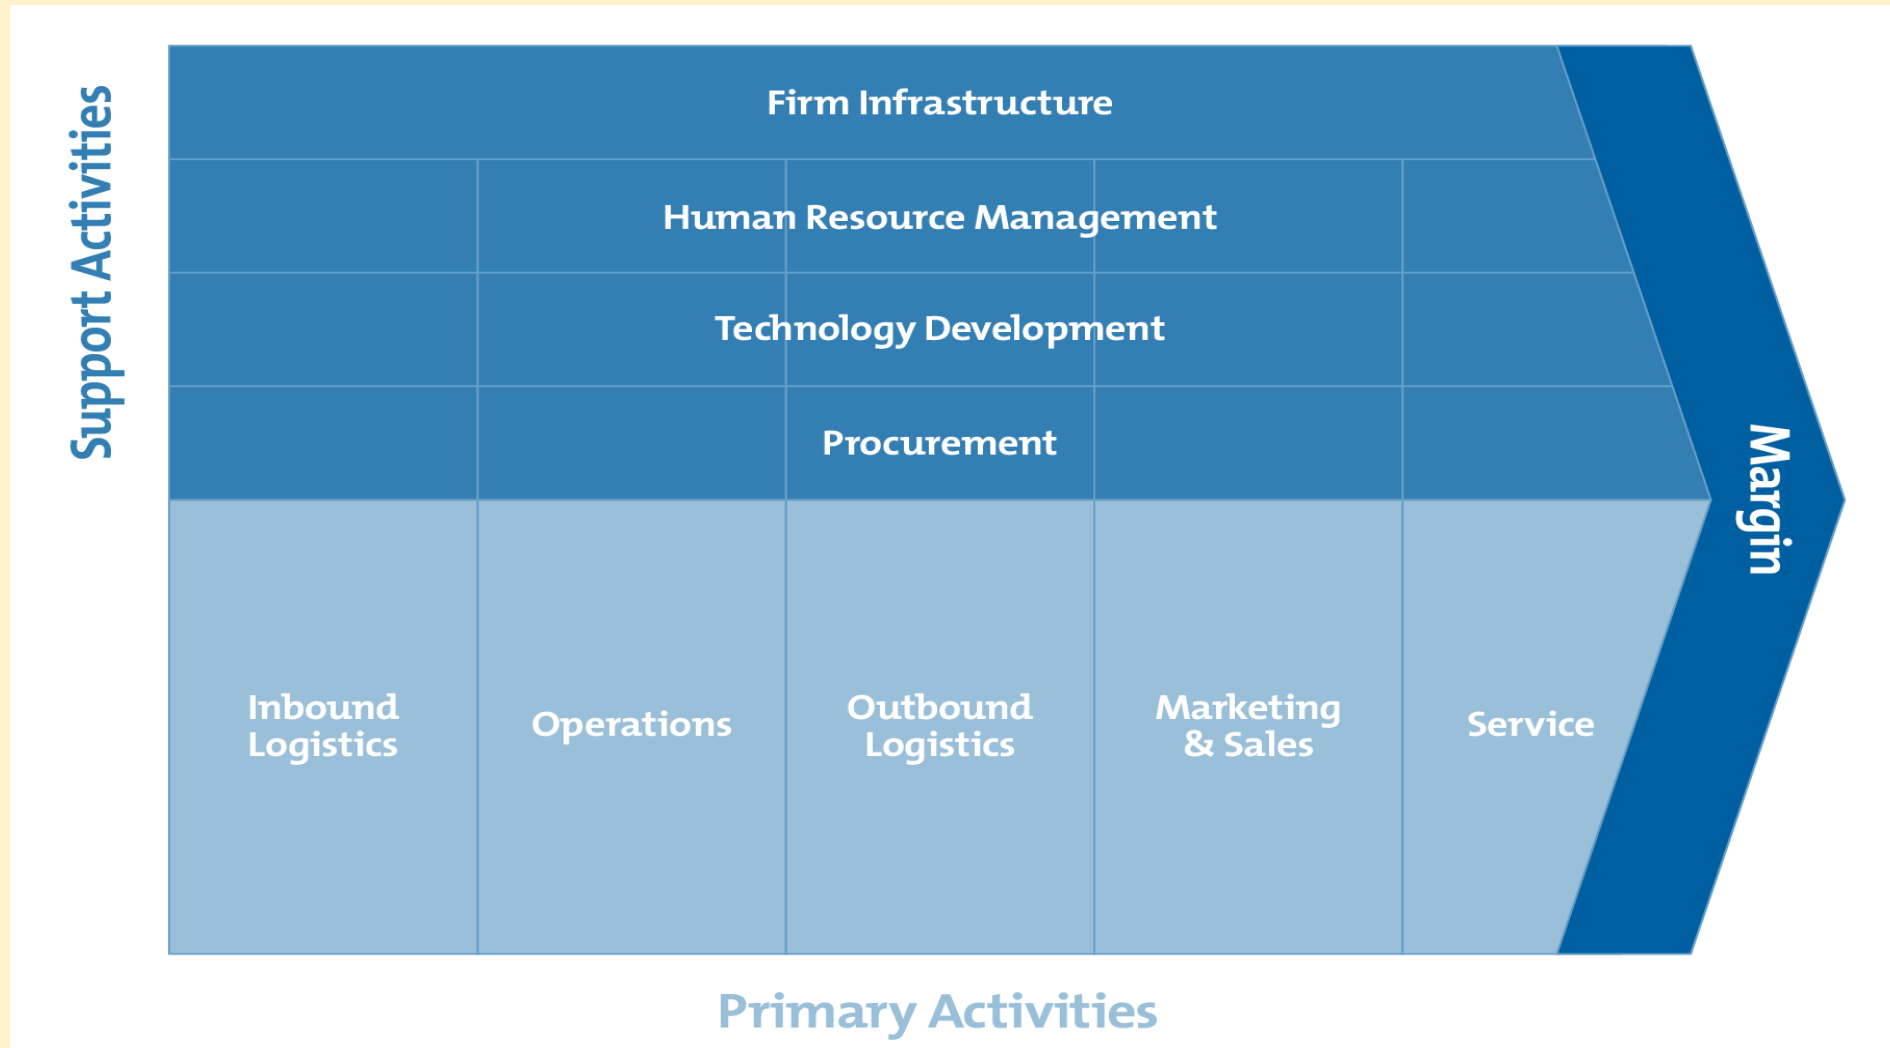 Support Activities
Firm Infrastructure
Human Resource Management
Technology Development
Procurement
Margin
Inbound
Logistics
Operations
Outbound
Logistics
Marketing
& Sales
Service
Primary Activities